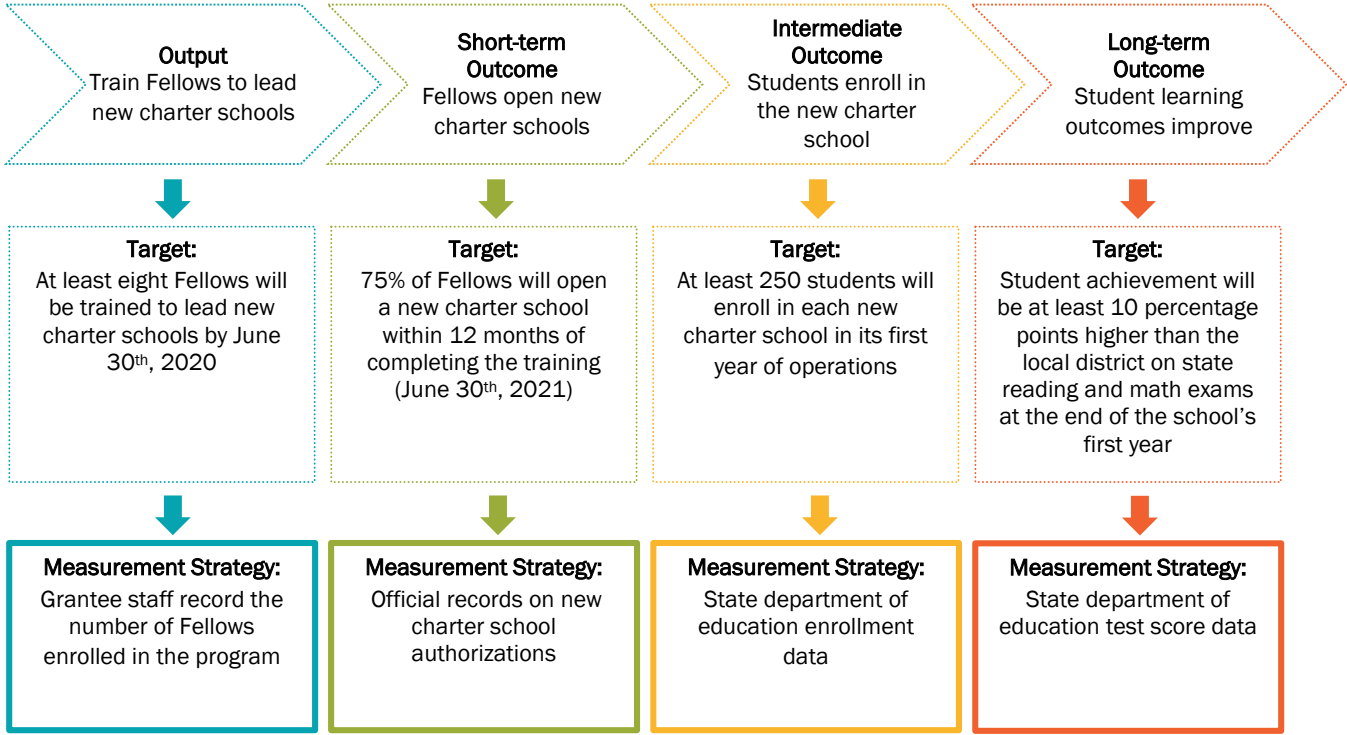 Output
Train Fellows to lead
new charter schools
Short-term
Outcome
Fellows open new
charter schools
Intermediate
Outcome
Students enroll in
the new charter
school
Long-term
Outcome
Student learning
outcomes improve
Target:
At least eight Fellows will
be trained to lead new
charter schools by June
30th, 2020
Target:
75% of Fellows will open
a new charter school
within 12 months of
completing the training
(June 30th, 2021)
Target:
At least 250 students will
enroll in each new
charter school in its first
year of operations
Target:
Student achievement will
be at least 10 percentage
points higher than the
local district on state
reading and math exams
at the end of the school’s
first year
Measurement Strategy:
Grantee staff record the
number of Fellows
enrolled in the program
Measurement Strategy:
Official records on new
charter school
authorizations
Measurement Strategy:
State department of
education enrollment
data
Measurement Strategy:
State department of
education test score data